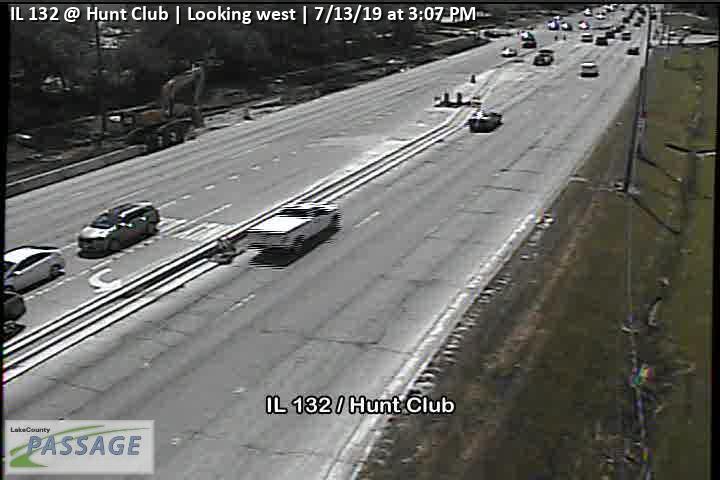 IL 132 @ Hunt Club | Looking west | 7/13/19 at 3:07 PM
IL 132 / Hunt Club
LakeCounty
PASSAGE